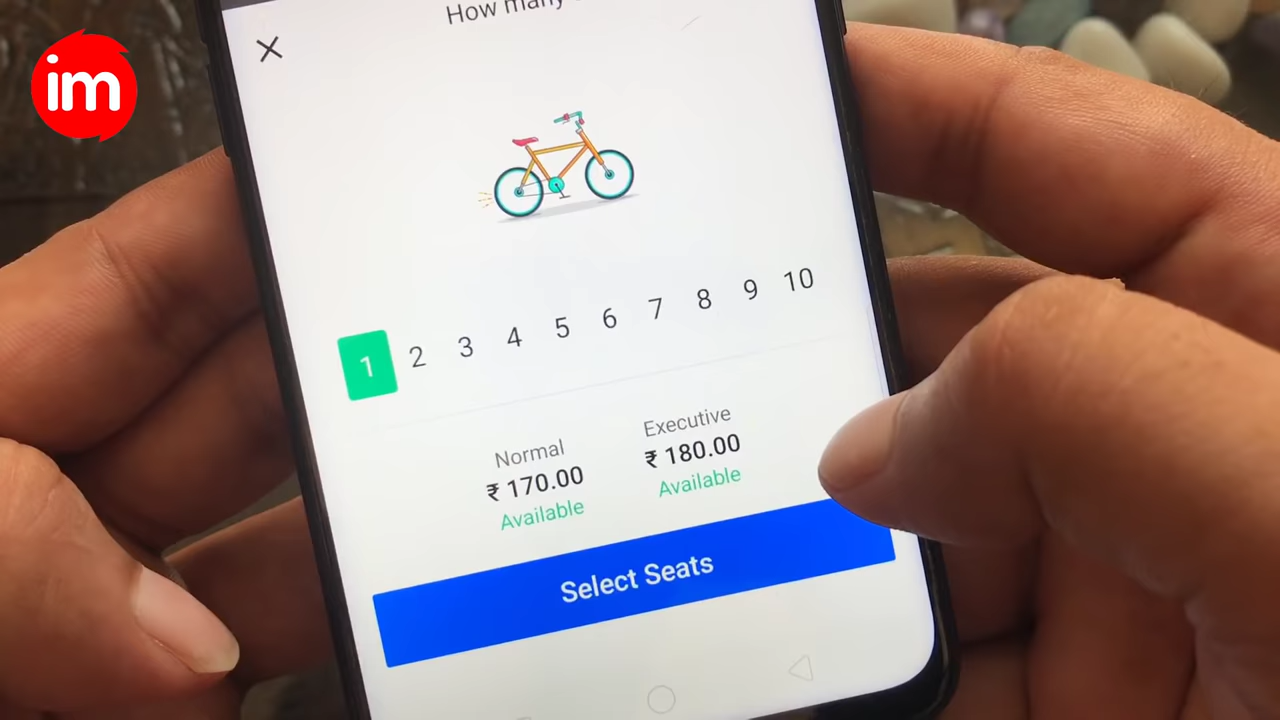 im
How many
1 2 3 4 5 6 7 8 9 10
Normal
₹ 170.00
Available
Executive
₹ 180.00
Available
Select Seats